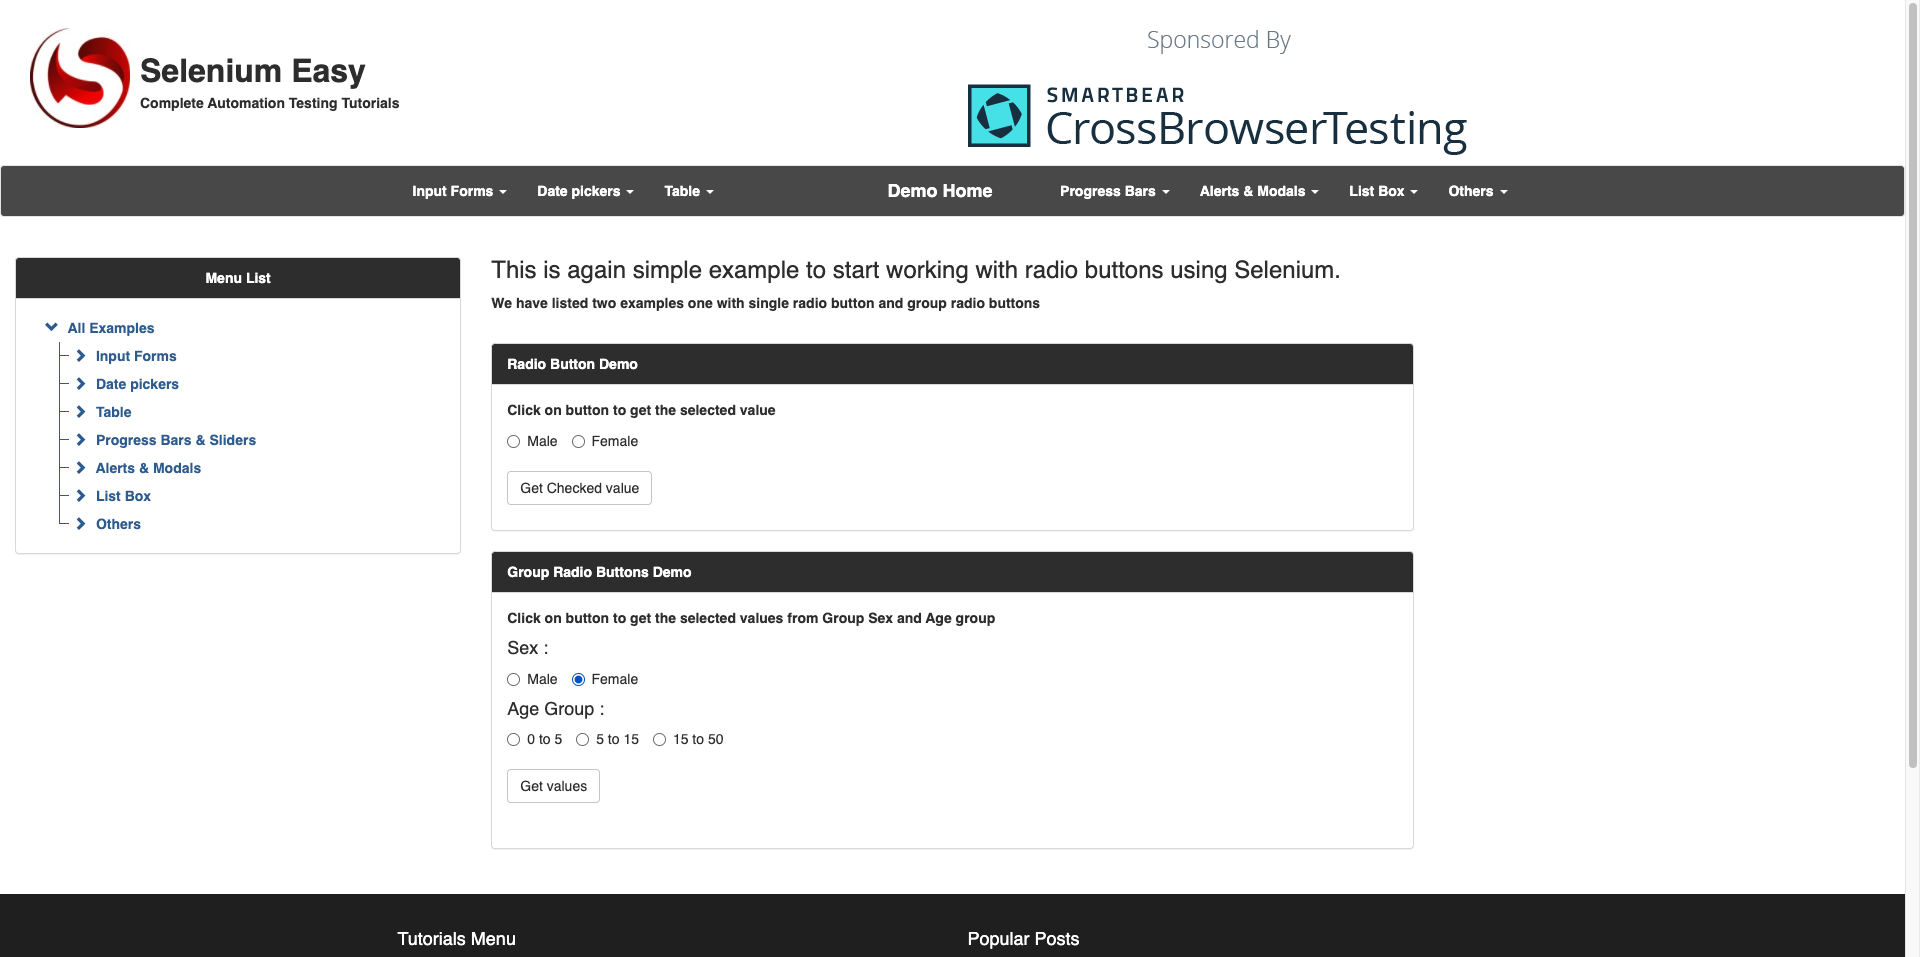 Selenium Easy
Complete Automation Testing Tutorials
Sponsored By
SMARTBEAR
CrossBrowserTesting
Input Forms Date pickers Table Demo Home Progress Bars Alerts & Modals List Box Others
Menu List
All Examples
Input Forms
Date pickers
Table
Progress Bars & Sliders
Alerts & Modals
List Box
Others
This is again simple example to start working with radio buttons using Selenium.
We have listed two examples one with single radio button and group radio buttons
Radio Button Demo
Click on button to get the selected value
Male Female
Get Checked value
Group Radio Buttons Demo
Click on button to get the selected values from Group Sex and Age group
Sex :
Male Female
Age Group :
0 to 5 5 to 15 15 to 50
Get values
Tutorials Menu Popular Posts